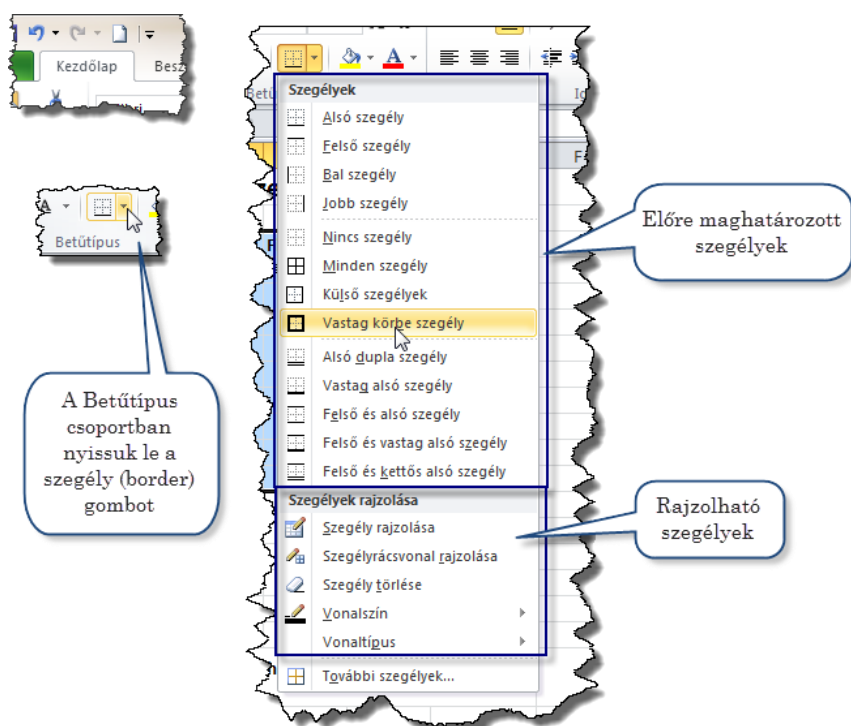 Kezdőlap
Betűtípus
A Betűtípus
csoportban
nyissuk le a
szegély (border)
gombot
Szegélyek
Alsó szegély
Felső szegély
Bal szegély
Jobb szegély
Nincs szegély
Minden szegély
Külső szegélyek
Vastag körbe szegély
Alsó dupla szegély
Vastag alsó szegély
Felső és alsó szegély
Felső és vastag alsó szegély
Felső és kettős alsó szegély
Szegélyek rajzolása
Szegély rajzolása
Szegélyrácsvonal rajzolása
Szegély törlése
Vonalszín
Vonaltípus
További szegélyek...
Előre maghatározott
szegélyek
Rajzolható
szegélyek